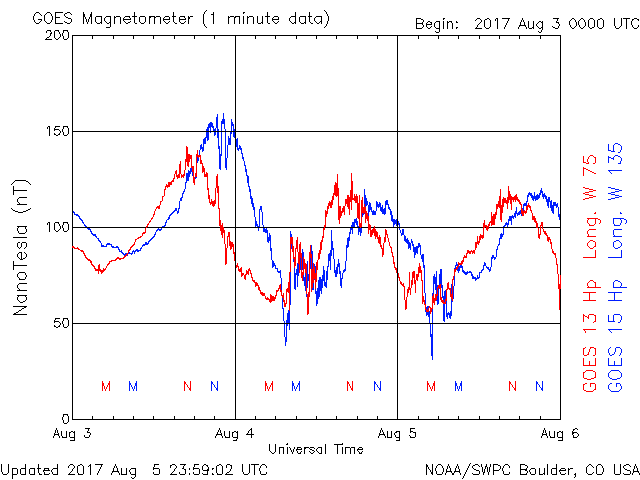 GOES Magnetometer (1 minute data)
Begin: 2017 Aug 3 0000 UTC
200
150
100
50
0
NanoTesla (nT)
M M N N M M N N M M N N
Aug 3 Aug 4 Aug 5 Aug 6
Universal Time
GOES 13 Hp Long. W 75
GOES 15 Hp Long. W 135
Updated 2017 Aug 5 23:59:02 UTC
NOAA/SWPC Boulder, CO USA